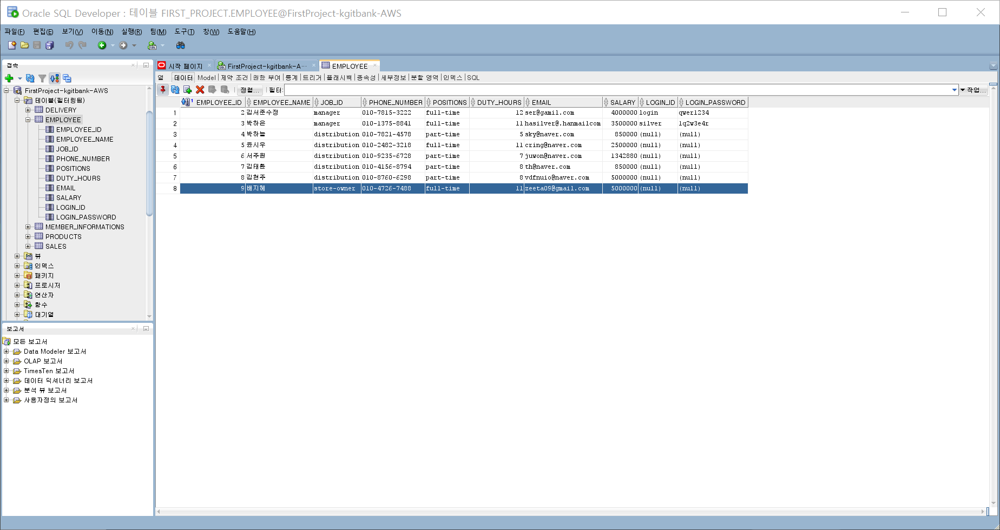 Oracle SQL Developer : 테이블 FIRST_PROJECT.EMPLOYEE@FirstProject-kgitbank-AWS
파일(F) 편집(E) 보기(V) 이동(N) 실행(R) 팀(M) 도구(T) 창(W) 도움말(H)
접속
FirstProject-kgitbank-AWS
테이블(필터링됨)
DELIVERY
EMPLOYEE
EMPLOYEE_ID
EMPLOYEE_NAME
JOB_ID
PHONE_NUMBER
POSITIONS
DUTY_HOURS
EMAIL
SALARY
LOGIN_ID
LOGIN_PASSWORD
MEMBER_INFORMATIONS
PRODUCTS
SALES
뷰
인덱스
패키지
프로시저
연산자
함수
대기열
보고서
모든 보고서
Data Modeler 보고서
OLAP 보고서
TimesTen 보고서
데이터 딕셔너리 보고서
분석 뷰 보고서
사용자정의 보고서
시작 페이지 FirstProject-kgitbank-A... EMPLOYEE
열 데이터 Model 제약 조건 권한 부여 통계 트리거 플래시백 종속성 세부정보 분할 영역 인덱스 SQL
정렬... 필터: 작업...
EMPLOYEE_ID EMPLOYEE_NAME JOB_ID PHONE_NUMBER POSITIONS DUTY_HOURS EMAIL SALARY LOGIN_ID LOGIN_PASSWORD
1 2 김서준수정 manager 010-7815-3222 full-time 12 ser@gamil.com 4000000 login qwer1234
2 3 박하은 manager 010-1375-8841 full-time 11 hasilver@.hanmailcom 3500000 silver 1q2w3e4r
3 4 박하늘 distribution 010-7821-4578 part-time 5 sky@naver.com 850000 (null) (null)
4 5 윤시우 distribution 010-2482-3218 full-time 11 cring@naver.com 2500000 (null) (null)
5 6 서주원 distribution 010-9235-6728 part-time 7 juwon@naver.com 1342880 (null) (null)
6 7 김태환 distribution 010-4156-8794 part-time 8 th@naver.com 850000 (null) (null)
7 8 김현주 distribution 010-8760-6298 part-time 8 vdfnuio@naver.com 5000000 (null) (null)
8 9 배지혜 store-owner 010-4726-7488 full-time 11 zeeta09@gmail.com 5000000 (null) (null)